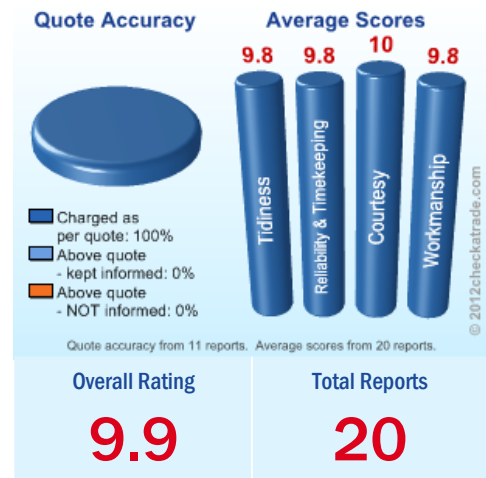 Quote Accuracy
Charged as
per quote: 100%
Above quote
- kept informed: 0%
Above quote
- NOT informed: 0%
Average Scores
9.8
9.8
10
9.8
Tidiness
Reliability & Timekeeping
Courtesy
Workmanship
© 2012checkatrade.com
Quote accuracy from 11 reports. Average scores from 20 reports.
Overall Rating
9.9
Total Reports
20